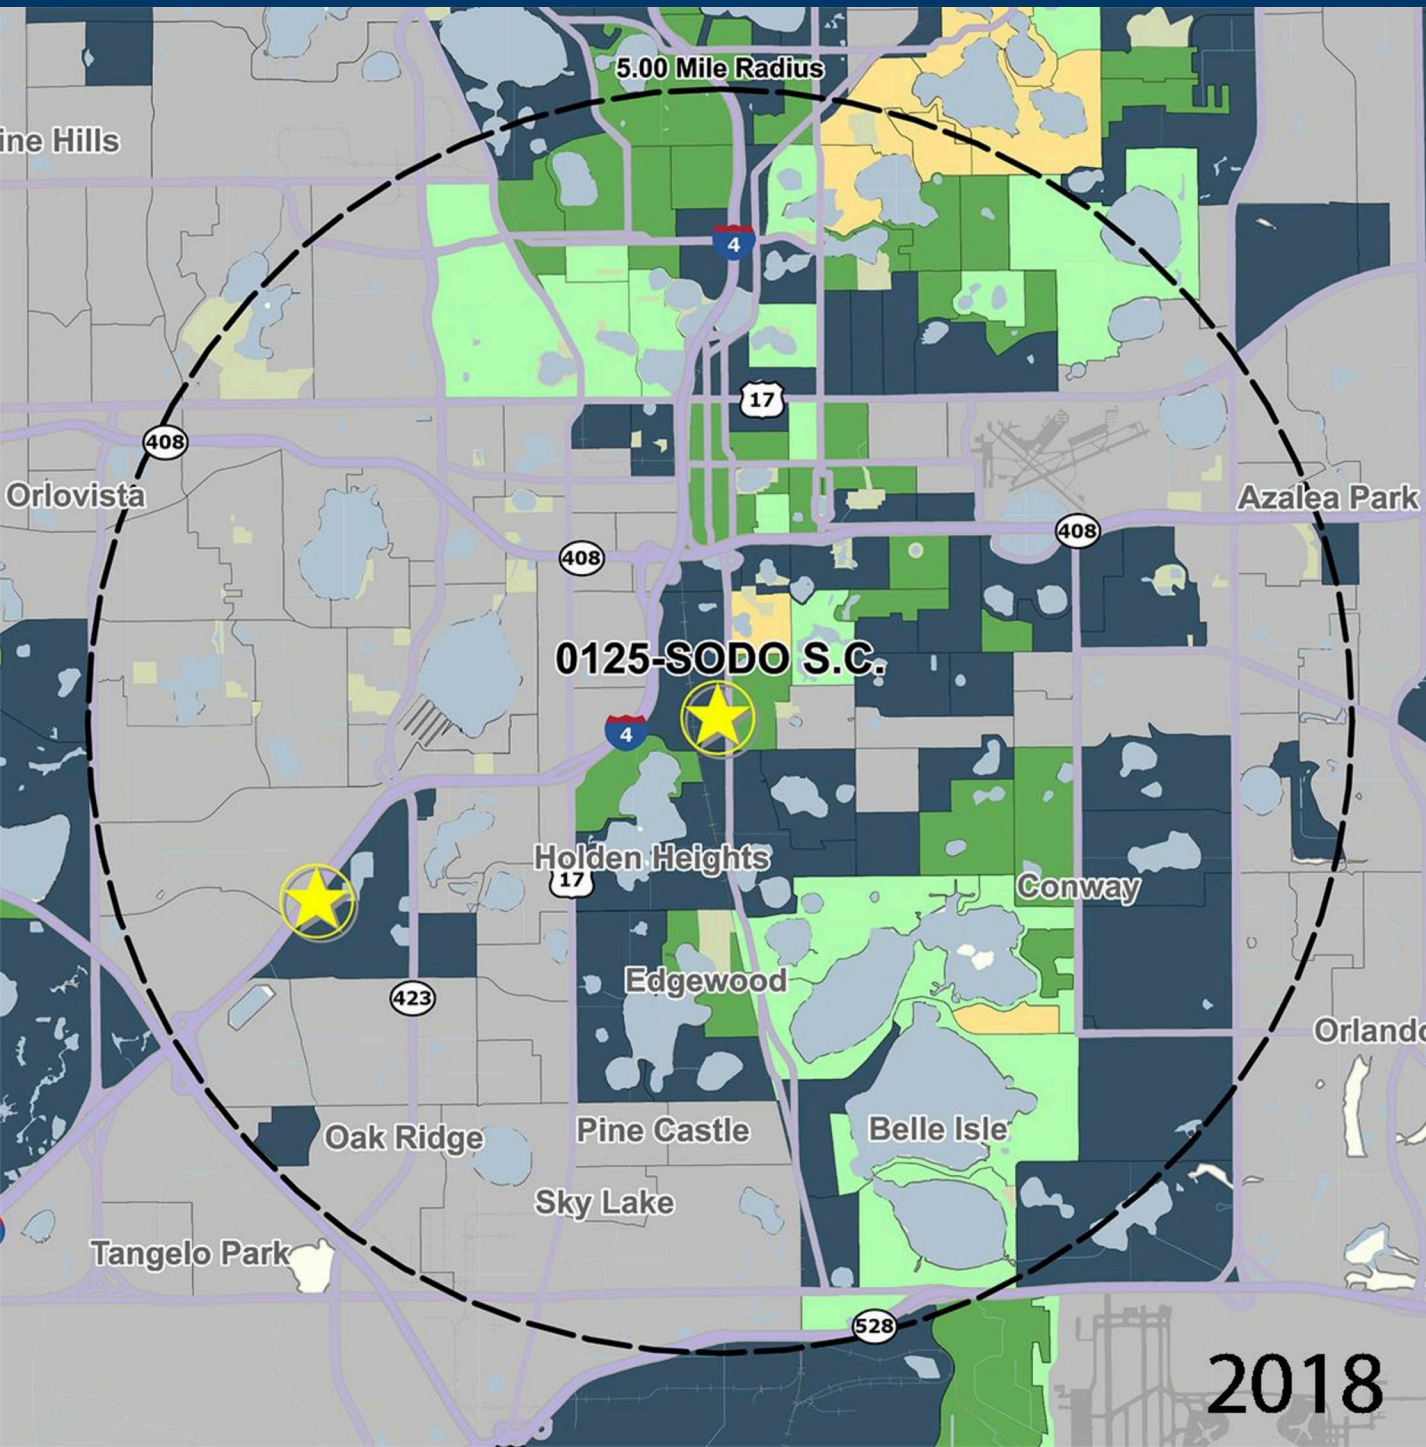 5.00 Mile Radius
ine Hills
4
17
408
Orlovista
Azalea Park
408
408
0125-SODO S.C.
4
Holden Heights
17
Conway
Edgewood
423
Orlando
Oak Ridge
Pine Castle
Belle Isle
Sky Lake
Tangelo Park
528
2018